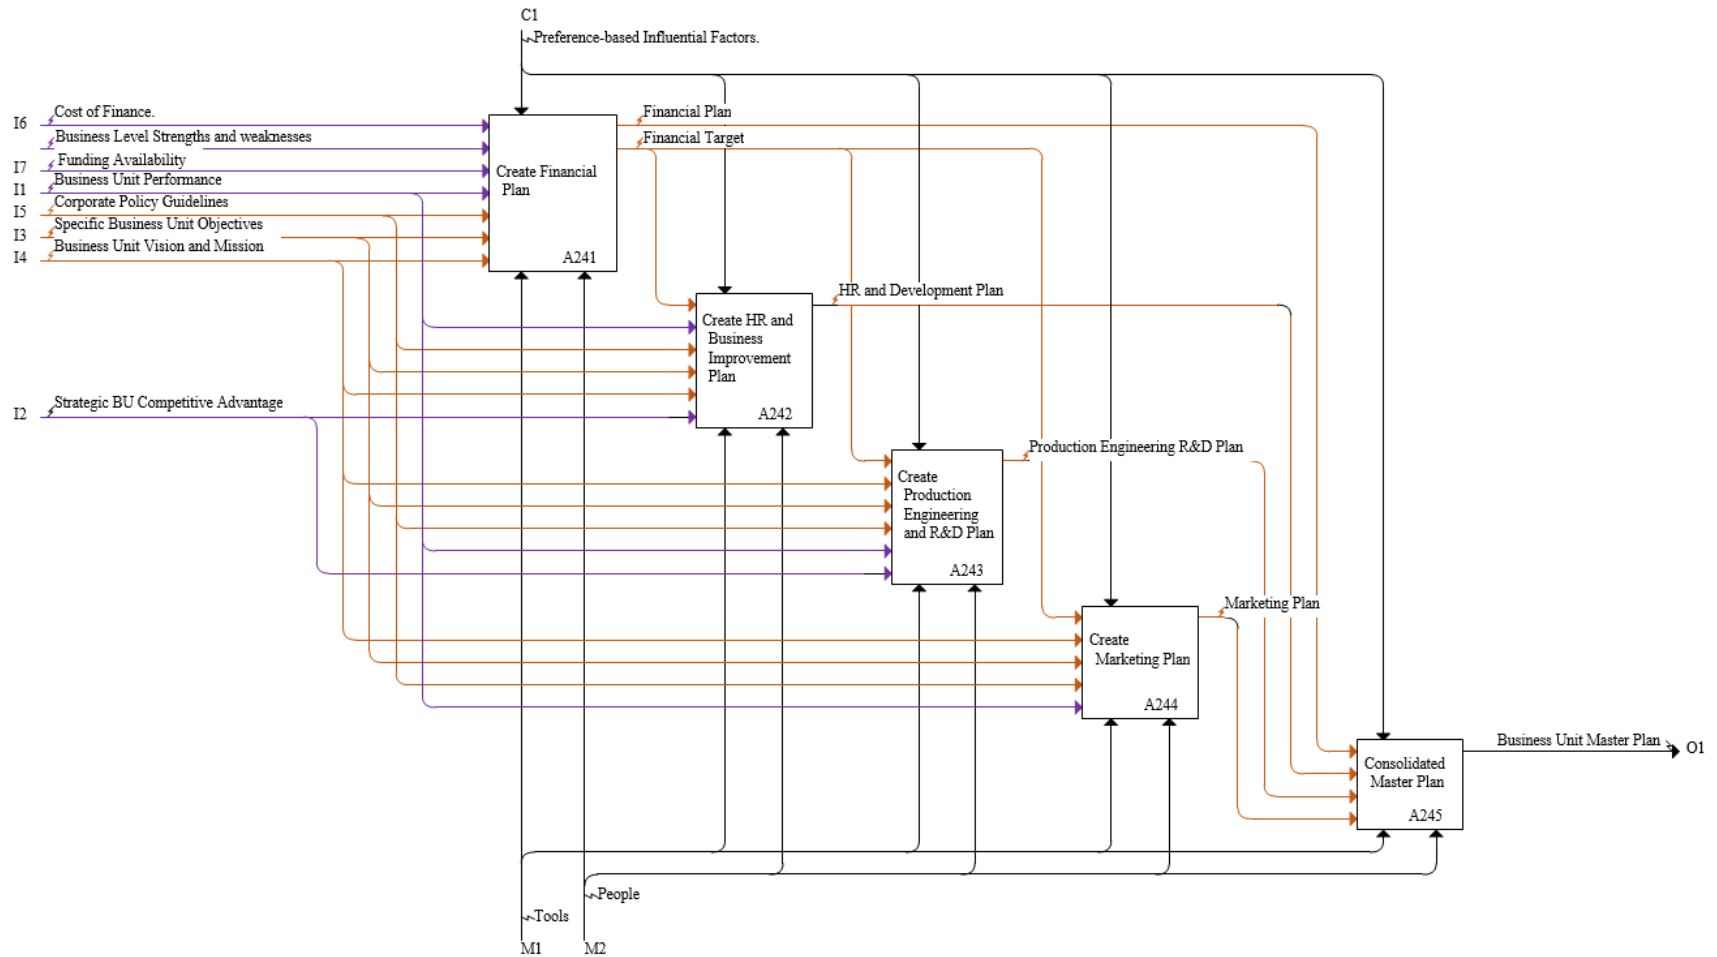 C1
Preference-based Influential Factors.
I6
Cost of Finance.
Business Level Strengths and weaknesses
I7
Funding Availability
I1
Business Unit Performance
I5
Corporate Policy Guidelines
I3
Specific Business Unit Objectives
I4
Business Unit Vision and Mission
Create Financial
Plan
A241
Financial Plan
Financial Target
HR and Development Plan
Create HR and
Business
Improvement
Plan
A242
I2
Strategic BU Competitive Advantage
Production Engineering R&D Plan
Create
Production
Engineering
and R&D Plan
A243
Marketing Plan
Create
Marketing Plan
A244
Business Unit Master Plan
O1
Consolidated
Master Plan
A245
People
Tools
M1
M2